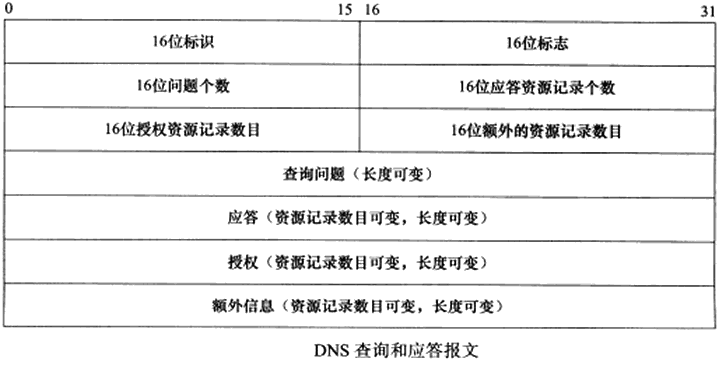 0 15 16 31
16位标识 16位标志
16位问题个数 16位应答资源记录个数
16位授权资源记录数目 16位额外的资源记录数目
查询问题（长度可变）
应答（资源记录数目可变，长度可变）
授权（资源记录数目可变，长度可变）
额外信息（资源记录数目可变，长度可变）
DNS 查询和应答报文